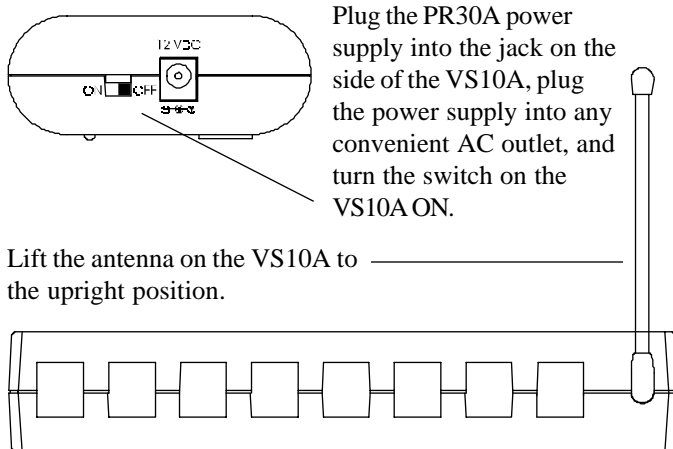 12 VDC
ON OFF
Plug the PR30A power
supply into the jack on the
side of the VS10A, plug
the power supply into any
convenient AC outlet, and
turn the switch on the
VS10A ON.
Lift the antenna on the VS10A to
the upright position.